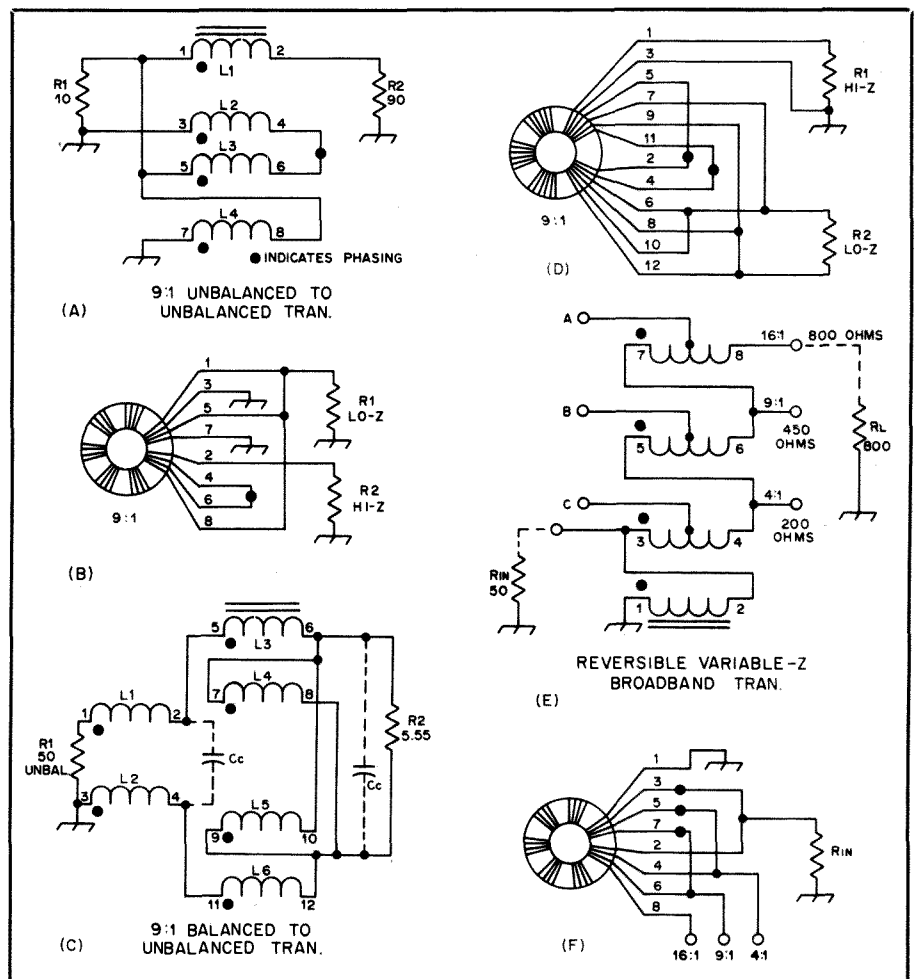 1
2
L1
R1
10
R2
90
L2
3
4
L3
5
6
L4
7
8
INDICATES PHASING
9:1 UNBALANCED TO
UNBALANCED TRAN.
(A)
1
3
5
7
2
4
6
8
9:1
R1
LO-Z
R2
HI-Z
(B)
5
6
L3
L4
7
8
L1
1
2
R1
50
UNBAL
Cc
Cc
R2
5.55
L2
3
4
L5
9
10
L6
11
12
9:1 BALANCED TO
UNBALANCED TRAN.
(C)
1
3
5
7
9
11
2
4
6
8
10
12
9:1
R1
HI-Z
R2
LO-Z
(D)
A
7
8
16:1
800 OHMS
B
5
6
9:1
450
OHMS
RL
800
C
3
4
4:1
200
OHMS
RIN
50
1
2
REVERSIBLE VARIABLE-Z
BROADBAND TRAN.
(E)
1
3
5
7
2
4
6
8
RIN
16:1 9:1 4:1
(F)